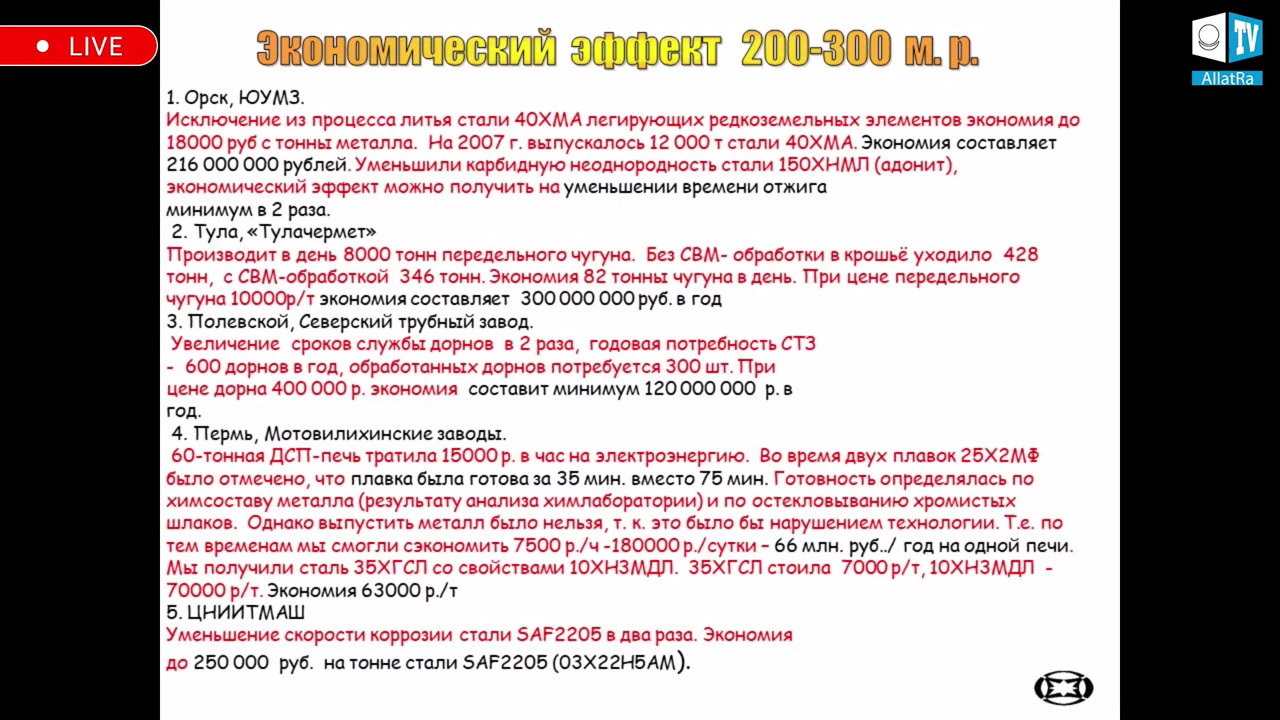 LIVE
TV
AllatRa
Экономический эффект 200-300 м. р.
1. Орск, ЮУМЗ.
Исключение из процесса литья стали 40ХМА легирующих редкоземельных элементов экономия до
18000 руб с тонны металла. На 2007 г. выпускалось 12 000 т стали 40ХМА. Экономия составляет
216 000 000 рублей. Уменьшили карбидную неоднородность стали 150ХНМЛ (адонит),
экономический эффект можно получить на уменьшении времени отжига
минимум в 2 раза.
2. Тула, «Тулачермет»
Производит в день 8000 тонн передельного чугуна. Без СВМ- обработки в крошьё уходило 428
тонн, с СВМ-обработкой 346 тонн. Экономия 82 тонны чугуна в день. При цене передельного
чугуна 10000р/т экономия составляет 300 000 000 руб. в год
3. Полевской, Северский трубный завод.
Увеличение сроков службы дорнов в 2 раза, годовая потребность СТЗ
- 600 дорнов в год, обработанных дорнов потребуется 300 шт. При
цене дорна 400 000 р. экономия составит минимум 120 000 000 р. в
год.
4. Пермь, Мотовилихинские заводы.
60-тонная ДСП-печь тратила 15000 р. в час на электроэнергию. Во время двух плавок 25Х2МФ
было отмечено, что плавка была готова за 35 мин. вместо 75 мин. Готовность определялась по
химсоставу металла (результату анализа химлаборатории) и по остекловыванию хромистых
шлаков. Однако выпустить металл было нельзя, т. к. это было бы нарушением технологии. Т.е. по
тем временам мы смогли сэкономить 7500 р./ч -180000 р./сутки – 66 млн. руб../ год на одной печи.
Мы получили сталь 35ХГСЛ со свойствами 10ХН3МДЛ. 35ХГСЛ стоила 7000 р/т, 10ХН3МДЛ -
70000 р/т. Экономия 63000 р./т
5. ЦНИИТМАШ
Уменьшение скорости коррозии стали SAF2205 в два раза. Экономия
до 250 000 руб. на тонне стали SAF2205 (03Х22Н5АМ).